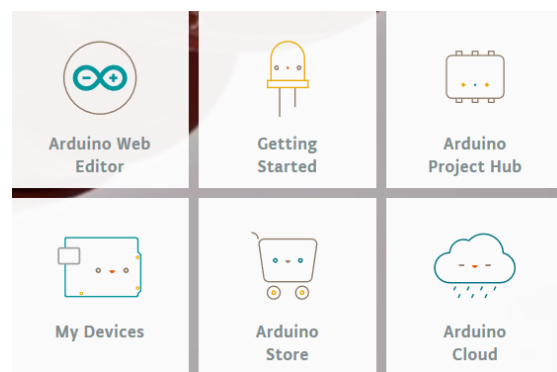 Arduino Web
Editor
Getting
Started
Arduino
Project Hub
My Devices
Arduino
Store
Arduino
Cloud